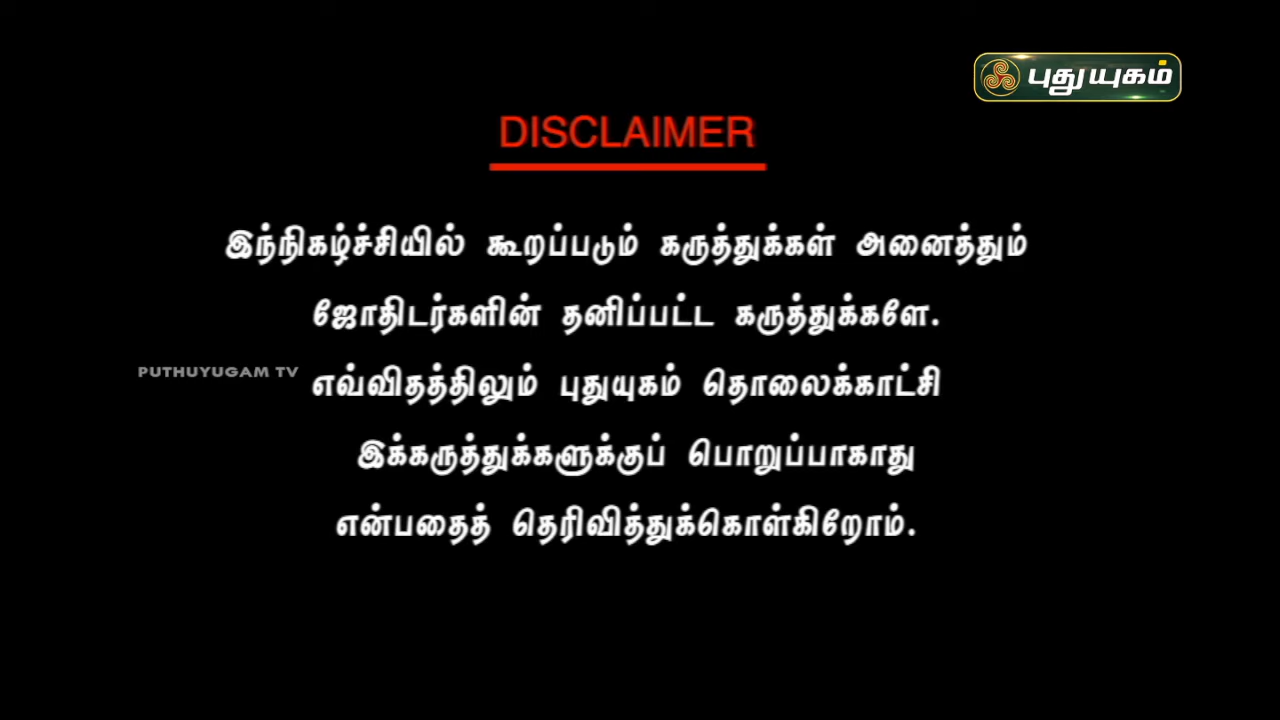 புதுயுகம்
DISCLAIMER
இந்நிகழ்ச்சியில் கூறப்படும் கருத்துக்கள் அனைத்தும்
ஜோதிடர்களின் தனிப்பட்ட கருத்துக்களே.
PUTHUYUGAM TV
எவ்விதத்திலும் புதுயுகம் தொலைக்காட்சி
இக்கருத்துக்களுக்குப் பொறுப்பாகாது
என்பதைத் தெரிவித்துக்கொள்கிறோம்.